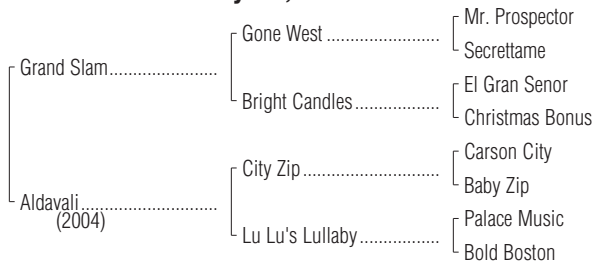 Mr. Prospector
Gone West
Secrettame
Grand Slam
El Gran Senor
Bright Candles
Christmas Bonus
Carson City
City Zip
Baby Zip
Aldavali
(2004)
Palace Music
Lu Lu's Lullaby
Bold Boston